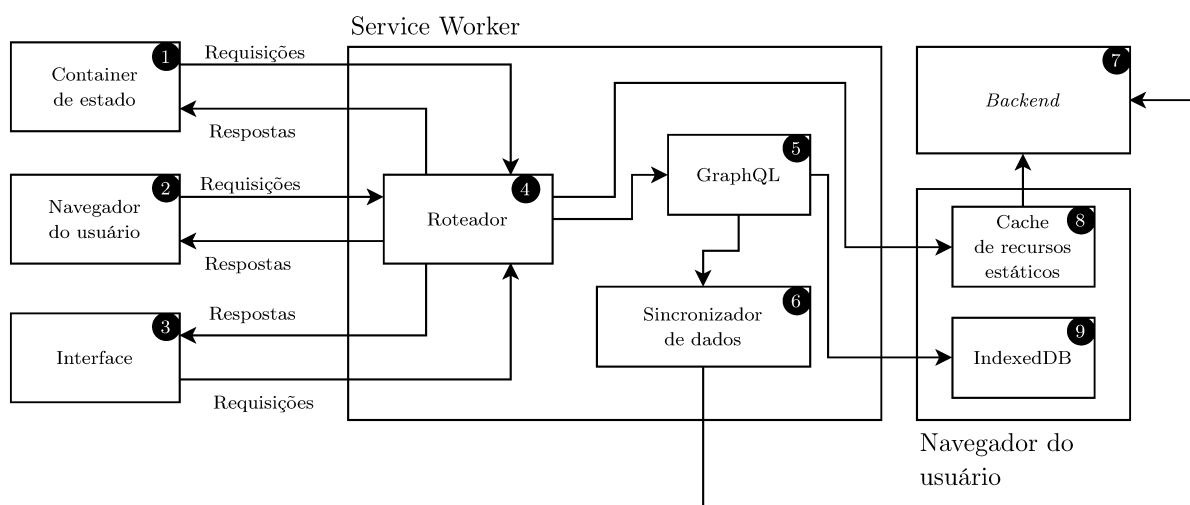 Service Worker
1
Container
de estado
Requisições
Respostas
2
Navegador
do usuário
Requisições
Respostas
3
Interface
Respostas
Requisições
4
Roteador
5
GraphQL
6
Sincronizador
de dados
7
Backend
8
Cache
de recursos
estáticos
9
IndexedDB
Navegador do
usuário